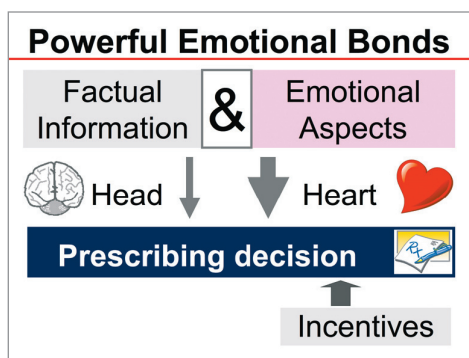 Powerful Emotional Bonds
Factual
Information
&
Emotional
Aspects
Head
Heart
Prescribing decision
Rx
Incentives